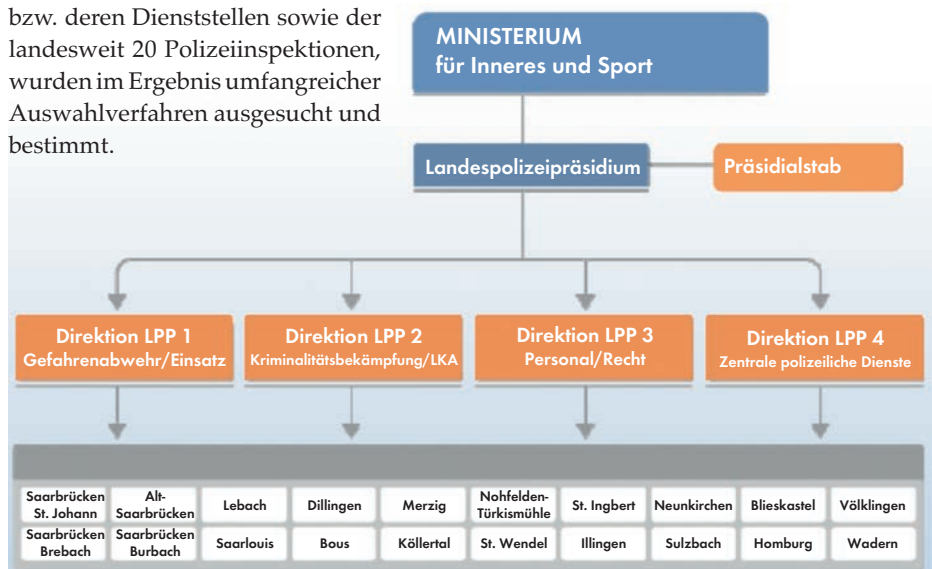 bzw. deren Dienststellen sowie der
landesweit 20 Polizeiinspektionen,
wurden im Ergebnis umfangreicher
Auswahlverfahren ausgesucht und
bestimmt.
MINISTERIUM
für Inneres und Sport
Landespolizeipräsidium
Präsidialstab
Direktion LPP 1
Gefahrenabwehr/Einsatz
Direktion LPP 2
Kriminalitätsbekämpfung/LKA
Direktion LPP 3
Personal/Recht
Direktion LPP 4
Zentrale polizeiliche Dienste
Saarbrücken
St. Johann
Alt-
Saarbrücken
Lebach
Dillingen
Merzig
Nohfelden-
Türkismühle
St. Ingbert
Neunkirchen
Blieskastel
Völklingen
Saarbrücken
Brebach
Saarbrücken
Burbach
Saarlouis
Bous
Köllertal
St. Wendel
Illingen
Sulzbach
Homburg
Wadern